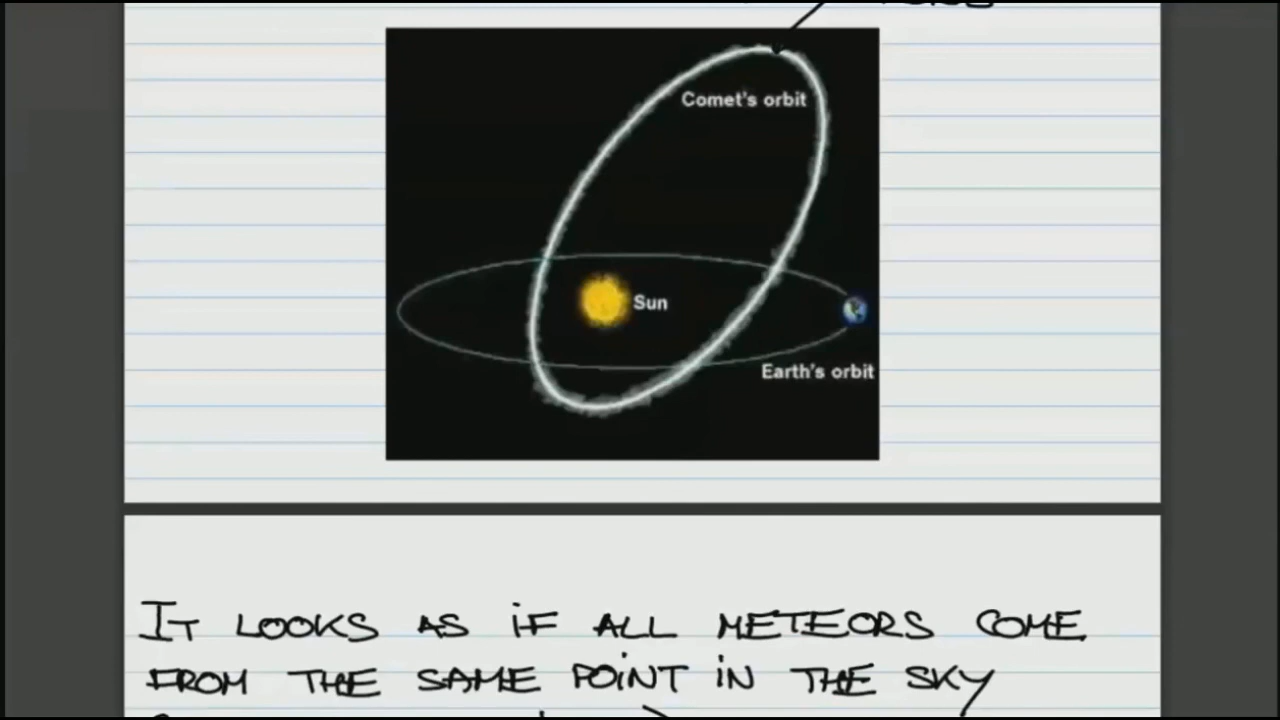 Comet's orbit
Sun
Earth's orbit
IT LOOKS AS iF ALL METEORS COME
FROM THE SAME POiNT iN THE SKY